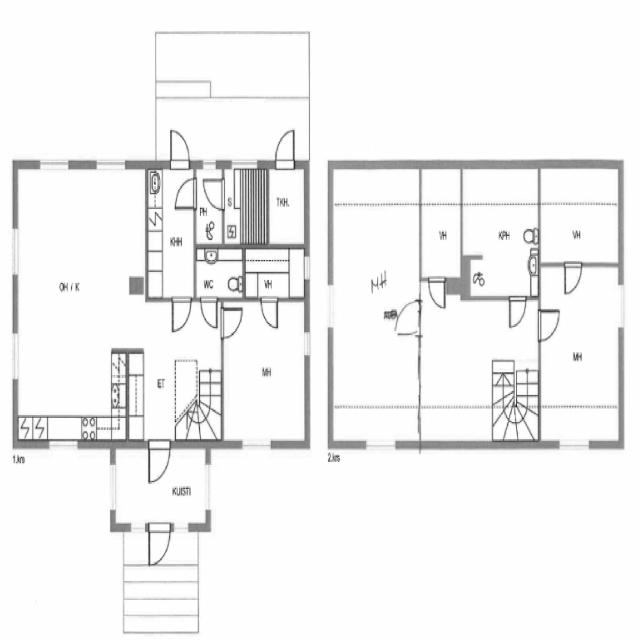 PH
S
TKH.
KHH
OH / K
WC
VH
ET
MH
1.krs
KUISTI
VH
KPH
VH
MH
MH
2.krs